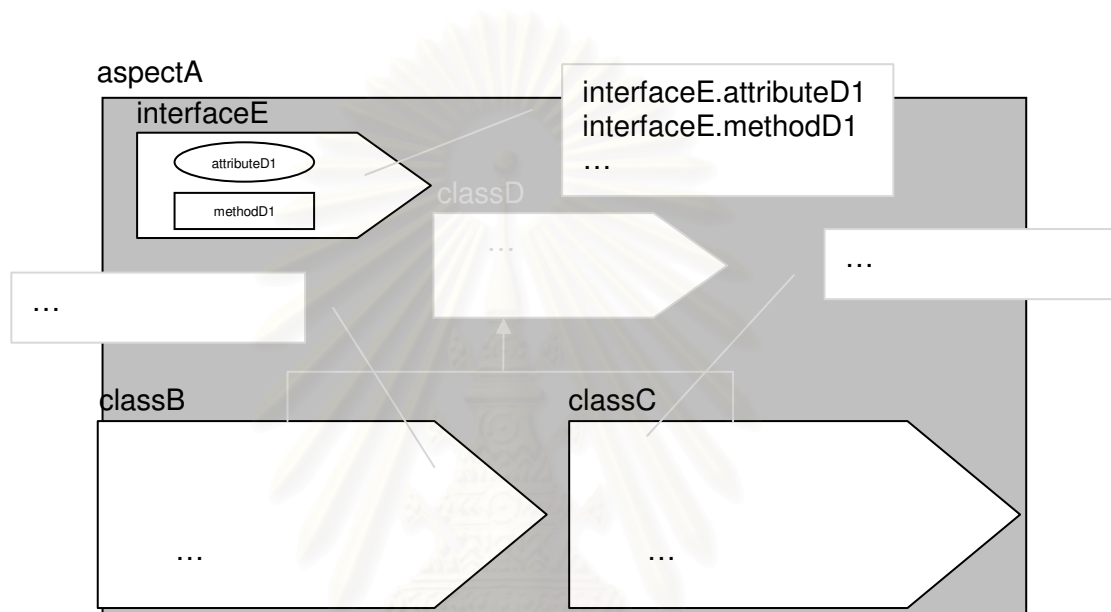 aspectA
interfaceE
attributeD1
methodD1
interfaceE.attributeD1
interfaceE.methodD1
…
classD
…
…
…
classB
…
classC
…